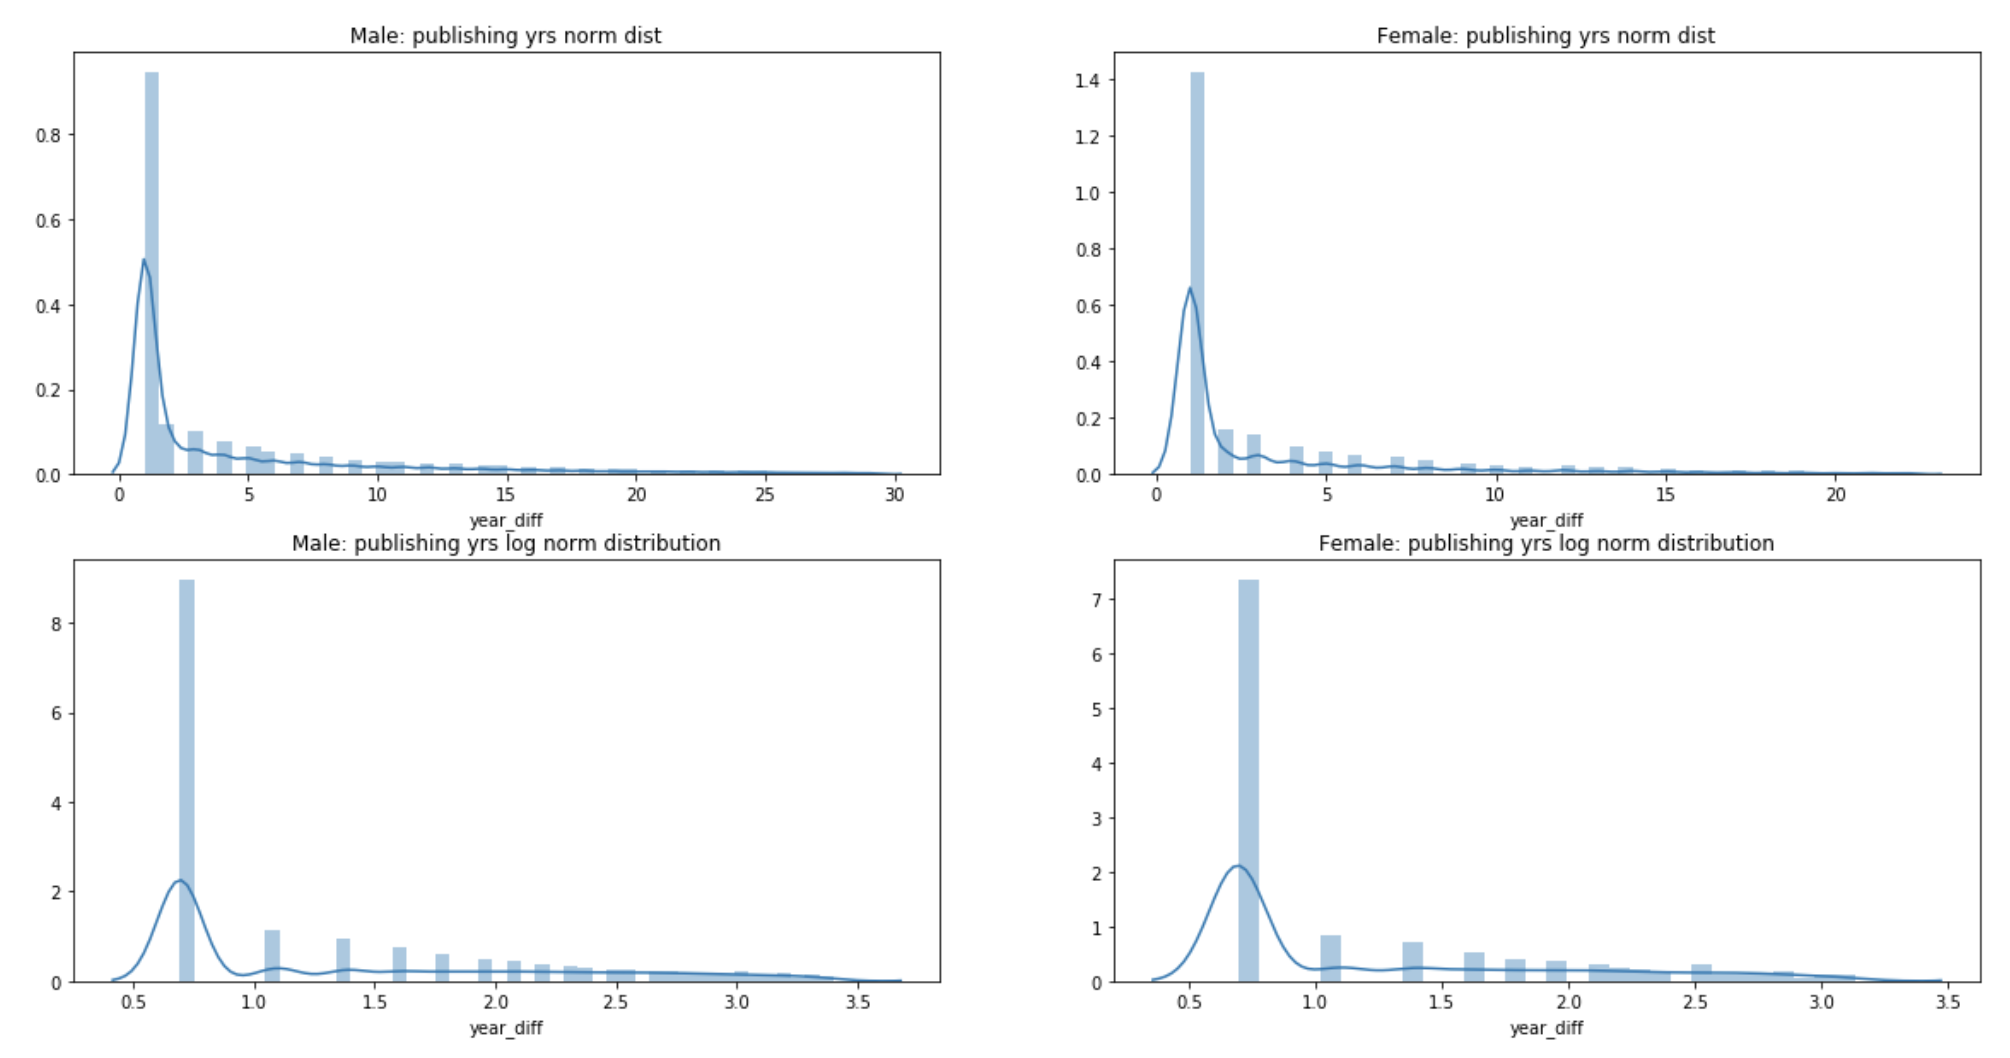 Male: publishing yrs norm dist
0.8
0.6
0.4
0.2
0.0
0 5 10 15 20 25 30
year_diff
Female: publishing yrs norm dist
1.4
1.2
1.0
0.8
0.6
0.4
0.2
0.0
0 5 10 15 20
year_diff
Male: publishing yrs log norm distribution
8
6
4
2
0
0.5 1.0 1.5 2.0 2.5 3.0 3.5
year_diff
Female: publishing yrs log norm distribution
7
6
5
4
3
2
1
0
0.5 1.0 1.5 2.0 2.5 3.0 3.5
year_diff